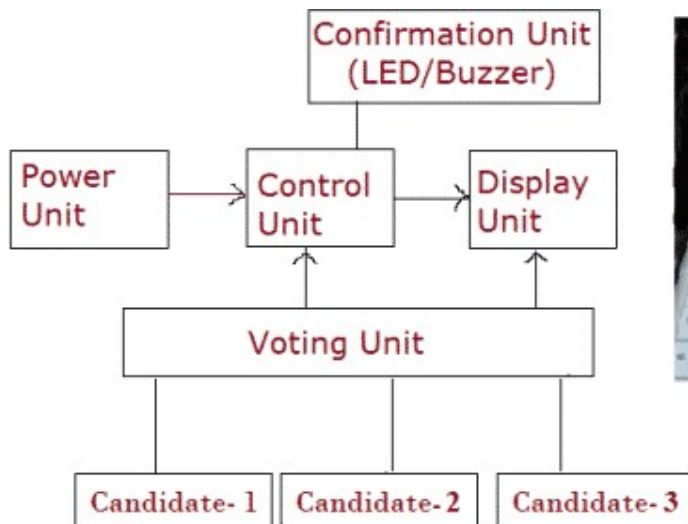 Confirmation Unit
(LED/Buzzer)
Power
Unit
Control
Unit
Display
Unit
Voting Unit
Candidate- 1
Candidate- 2
Candidate- 3